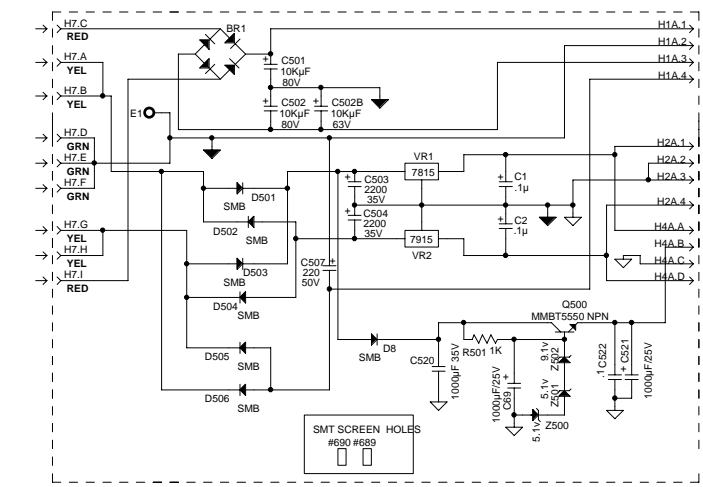 H7.C
RED
H7.A
YEL
H7.B
YEL
H7.D
GRN
H7.E
GRN
H7.F
GRN
H7.G
YEL
H7.H
YEL
H7.I
RED
E1
BR1
+
C501
10KµF
80V
+
C502
10KµF
80V
+
C502B
10KµF
63V
H1A.1
H1A.2
H1A.3
H1A.4
D501
SMB
D502
SMB
D503
SMB
D504
SMB
D505
SMB
D506
SMB
+
C503
2200
35V
+
C504
2200
35V
C507
+
220
50V
VR1
7815
7915
VR2
+
C1
.1µ
+
C2
.1µ
H2A.1
H2A.2
H2A.3
H2A.4
H4A.A
H4A.B
H4A.C
H4A.D
D8
SMB
C520
1000µF 35V
R501 1K
Q500
MMBT5550 NPN
1000µF/25V
C69
+
9.1v
Z502
5.1v
Z501
5.1v
Z500
.1
C522
+
C521
1000µF/25V
SMT SCREEN HOLES
#690 #689